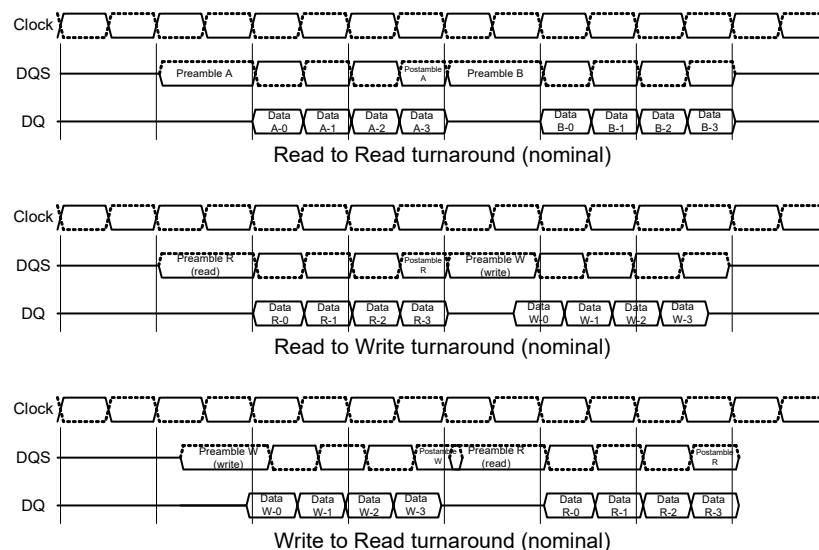 Clock
DQS Preamble A Postamble A Preamble B
DQ Data A-0 Data A-1 Data A-2 Data A-3 Data B-0 Data B-1 Data B-2 Data B-3
Read to Read turnaround (nominal)
Clock
DQS Preamble R (read) Postamble R Preamble W (write)
DQ Data R-0 Data R-1 Data R-2 Data R-3 Data W-0 Data W-1 Data W-2 Data W-3
Read to Write turnaround (nominal)
Clock
DQS Preamble W (write) Postamble W Preamble R (read) Postamble R
DQ Data W-0 Data W-1 Data W-2 Data W-3 Data R-0 Data R-1 Data R-2 Data R-3
Write to Read turnaround (nominal)